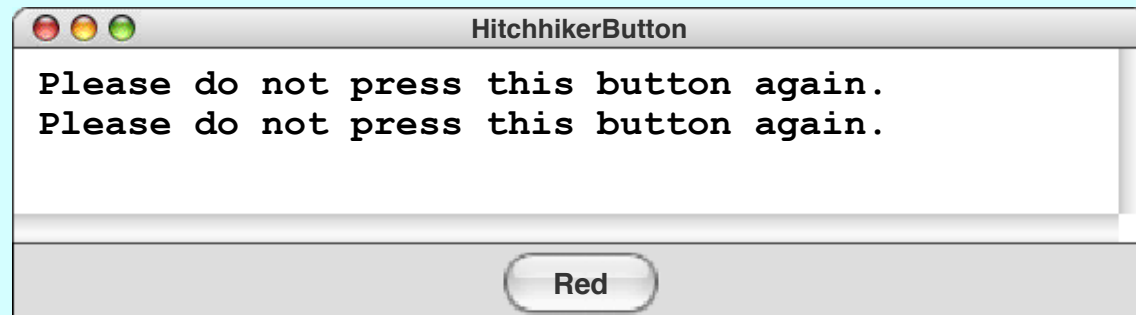 HitchhikerButton
Please do not press this button again.
Please do not press this button again.
Red